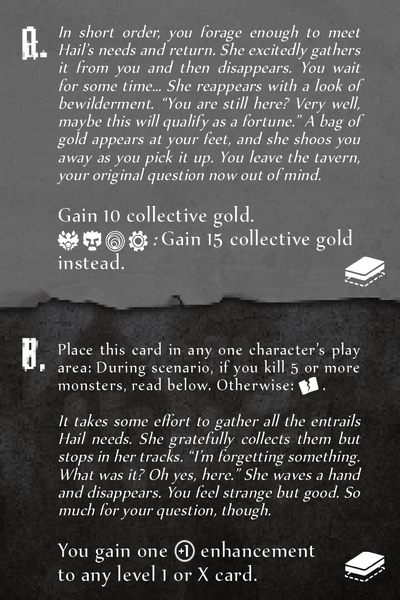 A.
In short order, you forage enough to meet
Hail's needs and return. She excitedly gathers
it from you and then disappears. You wait
for some time... She reappears with a look of
bewilderment. “You are still here? Very well,
maybe this will qualify as a fortune.” A bag of
gold appears at your feet, and she shoos you
away as you pick it up. You leave the tavern,
your original question now out of mind.
Gain 10 collective gold.
: Gain 15 collective gold
instead.
B.
Place this card in any one character's play
area: During scenario, if you kill 5 or more
monsters, read below. Otherwise: .
It takes some effort to gather all the entrails
Hail needs. She gratefully collects them but
stops in her tracks. “I'm forgetting something.
What was it? Oh yes, here.” She waves a hand
and disappears. You feel strange but good. So
much for your question, though.
You gain one +1 enhancement
to any level 1 or X card.